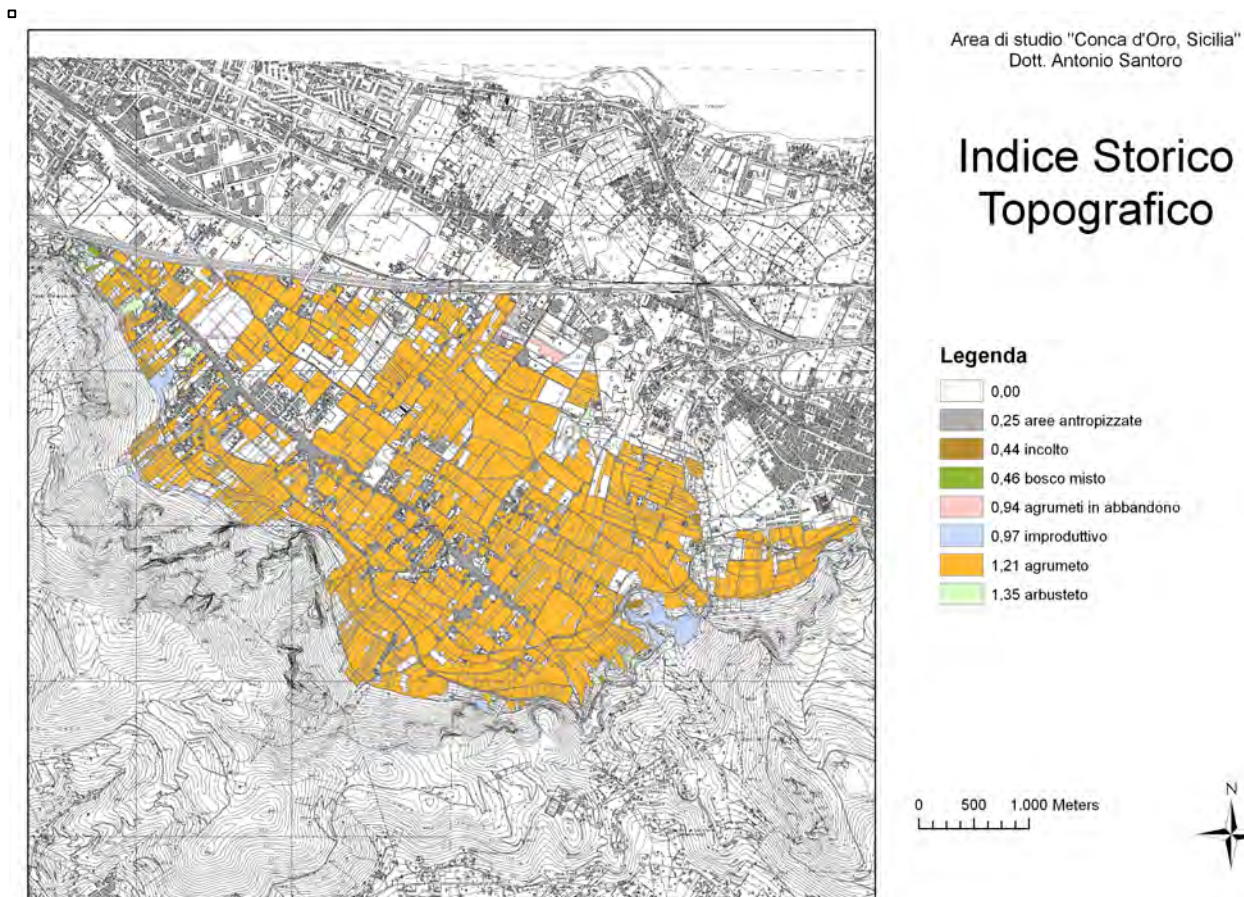 Area di studio "Conca d'Oro, Sicilia"
Dott. Antonio Santoro
Indice Storico
Topografico
Legenda
0,00
0,25 aree antropizzate
0,44 incolto
0,46 bosco misto
0,94 agrumeti in abbandono
0,97 improduttivo
1,21 agrumeto
1,35 arbusteto
0 500 1.000 Meters
N